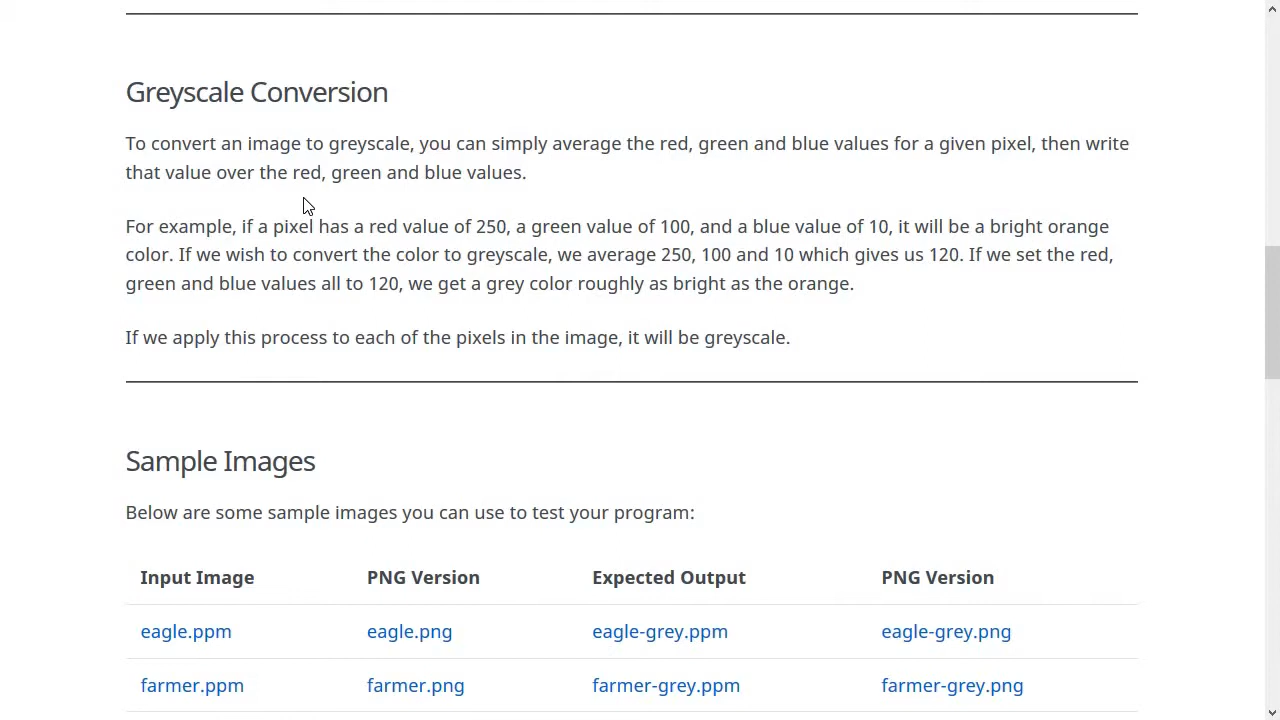 Greyscale Conversion
To convert an image to greyscale, you can simply average the red, green and blue values for a given pixel, then write
that value over the red, green and blue values.
For example, if a pixel has a red value of 250, a green value of 100, and a blue value of 10, it will be a bright orange
color. If we wish to convert the color to greyscale, we average 250, 100 and 10 which gives us 120. If we set the red,
green and blue values all to 120, we get a grey color roughly as bright as the orange.
If we apply this process to each of the pixels in the image, it will be greyscale.
Sample Images
Below are some sample images you can use to test your program:
Input Image PNG Version Expected Output PNG Version
eagle.ppm eagle.png eagle-grey.ppm eagle-grey.png
farmer.ppm farmer.png farmer-grey.ppm farmer-grey.png